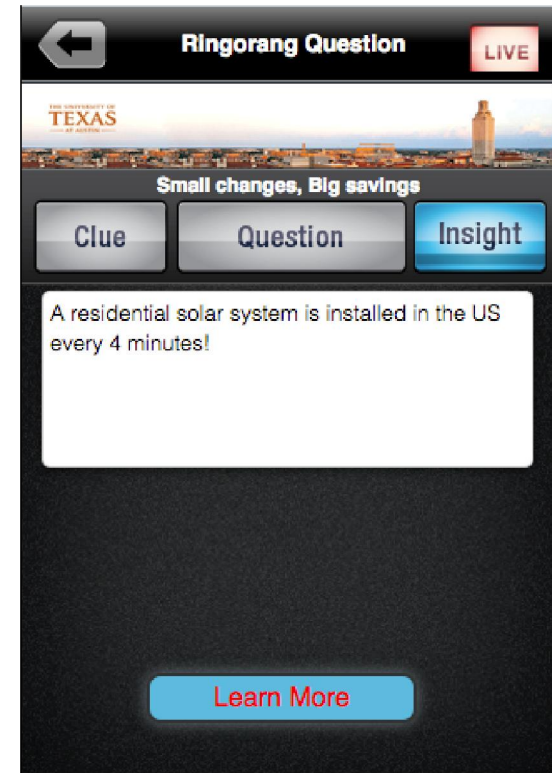 Ringorang Question
LIVE
THE UNIVERSITY OF
TEXAS
AT AUSTIN
Small changes, Big savings
Clue
Question
Insight
A residential solar system is installed in the US
every 4 minutes!
Learn More